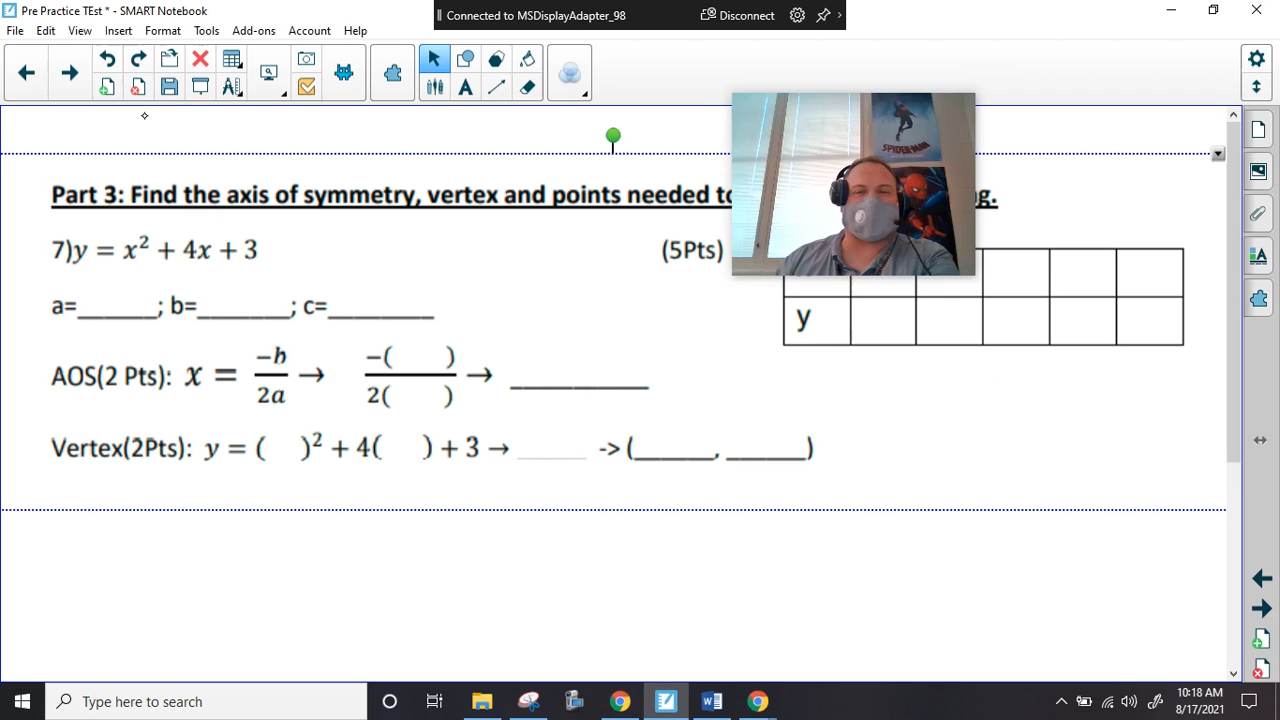 Pre Practice TEst * - SMART Notebook
Connected to MSDisplayAdapter_98
Disconnect
File Edit View Insert Format Tools Add-ons Account Help
SPIDER-MAN
Part 3: Find the axis of symmetry, vertex and points needed to g.
7)y = x² + 4x + 3 (5Pts)
a=______; b=_______; c=________
y
AOS(2 Pts): x = -b/2a → -( )/2( ) → __________
Vertex(2Pts): y = ( )² + 4( ) + 3 → _____ -> (______, ______)
Type here to search
10:18 AM
8/17/2021